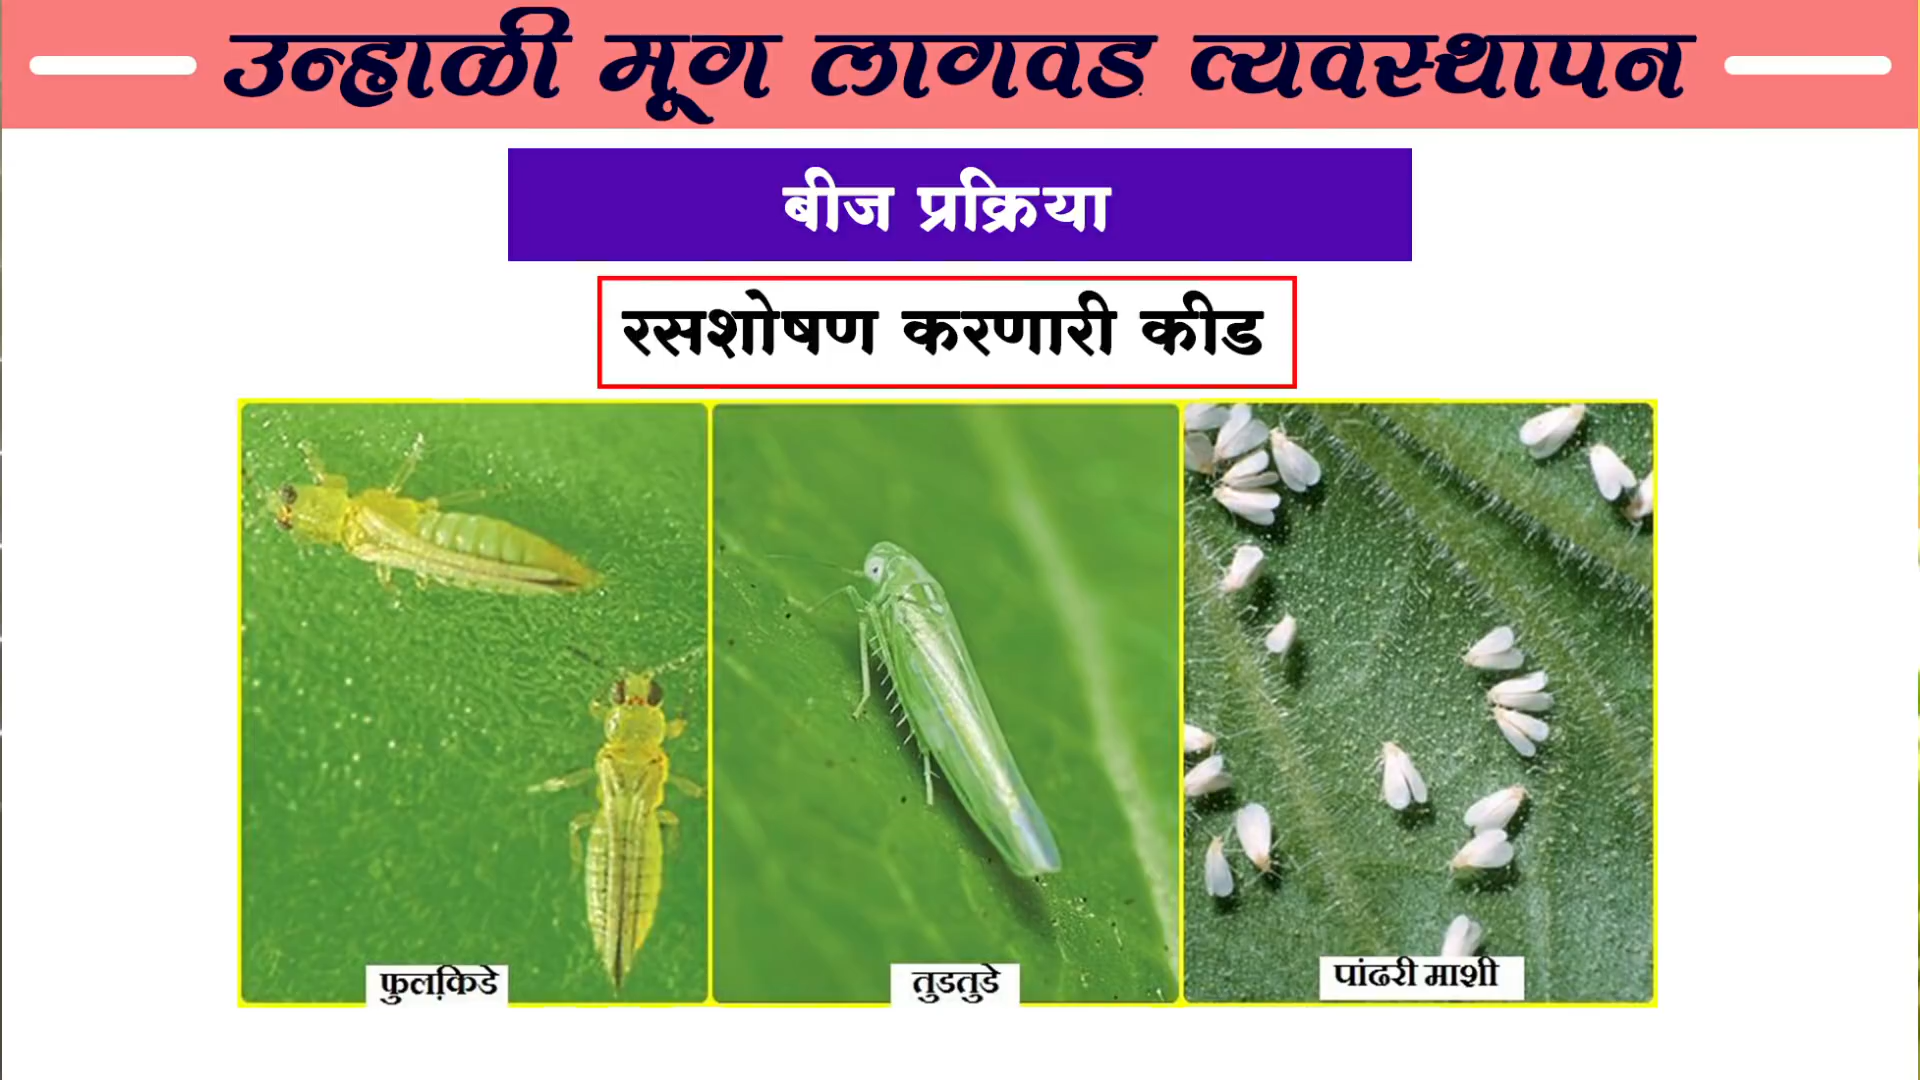 उन्हाळी मूग लागवड व्यवस्थापन
बीज प्रक्रिया
रसशोषण करणारी कीड
फुलकिडे
तुडतुडे
पांढरी माशी